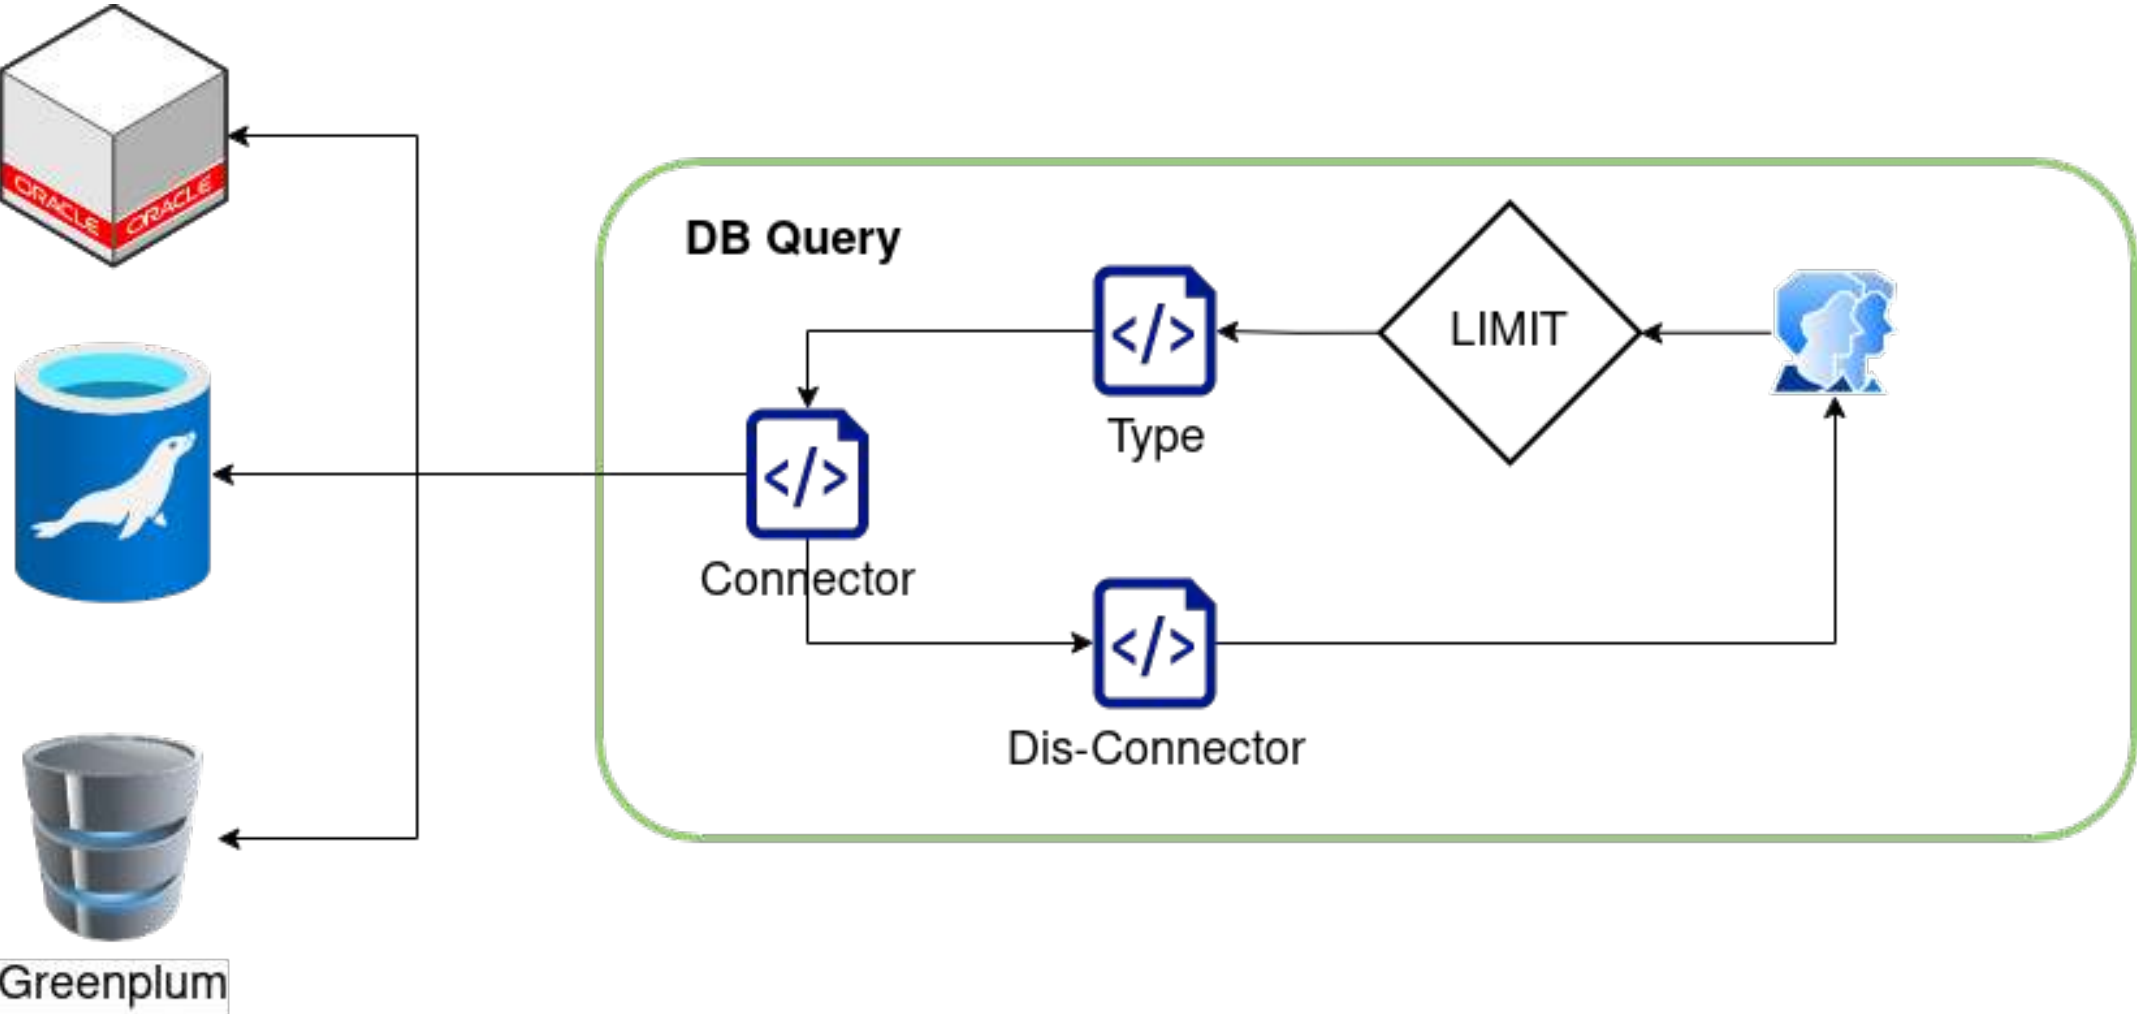 ORACLE ORACLE
DB Query
LIMIT
Type
Connector
Dis-Connector
Greenplum